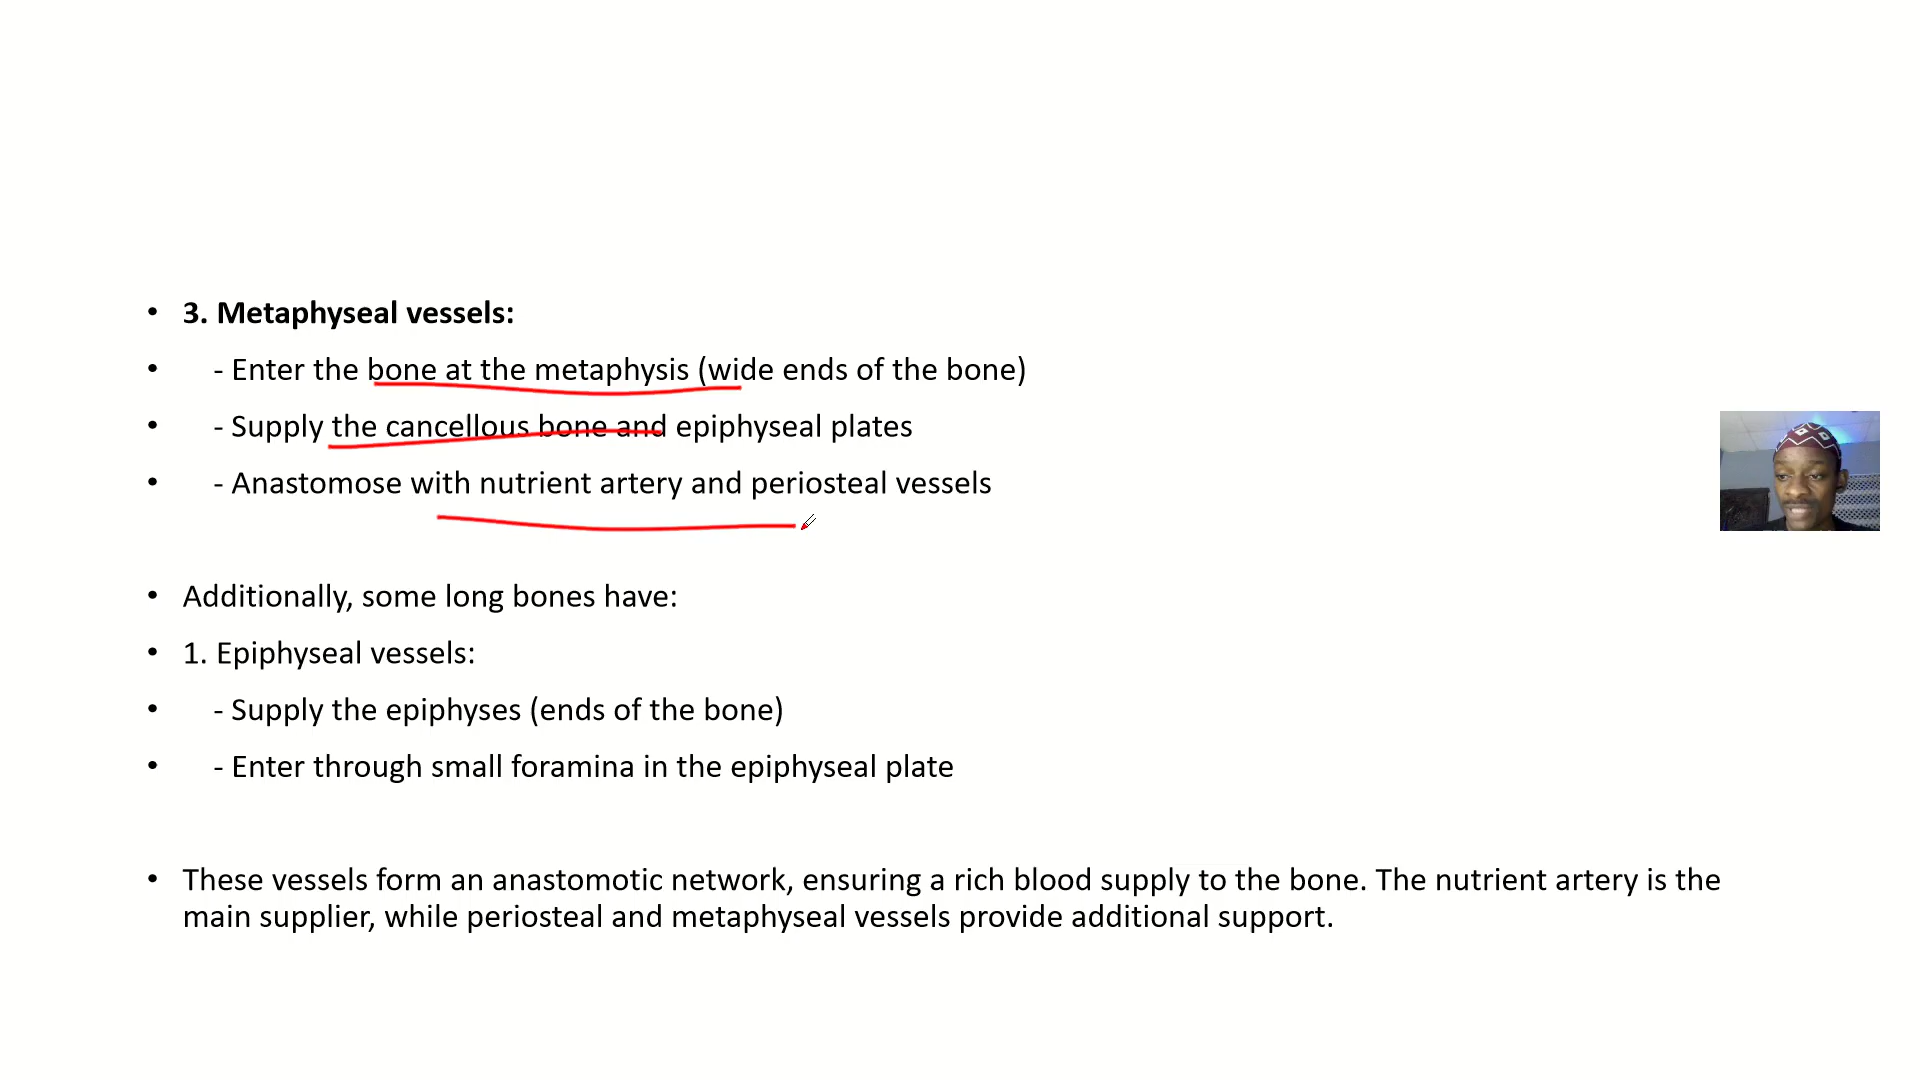 • 3. Metaphyseal vessels:
• - Enter the bone at the metaphysis (wide ends of the bone)
• - Supply the cancellous bone and epiphyseal plates
• - Anastomose with nutrient artery and periosteal vessels
• Additionally, some long bones have:
• 1. Epiphyseal vessels:
• - Supply the epiphyses (ends of the bone)
• - Enter through small foramina in the epiphyseal plate
• These vessels form an anastomotic network, ensuring a rich blood supply to the bone. The nutrient artery is the
main supplier, while periosteal and metaphyseal vessels provide additional support.